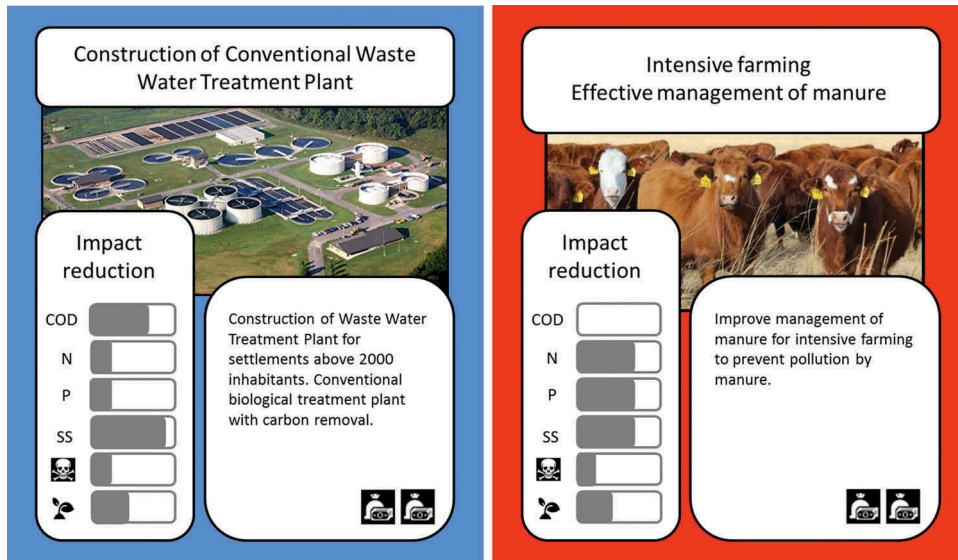 Construction of Conventional Waste
Water Treatment Plant
Impact
reduction
COD
N
P
SS
Construction of Waste Water
Treatment Plant for
settlements above 2000
inhabitants. Conventional
biological treatment plant
with carbon removal.
Intensive farming
Effective management of manure
Impact
reduction
COD
N
P
SS
Improve management of
manure for intensive farming
to prevent pollution by
manure.